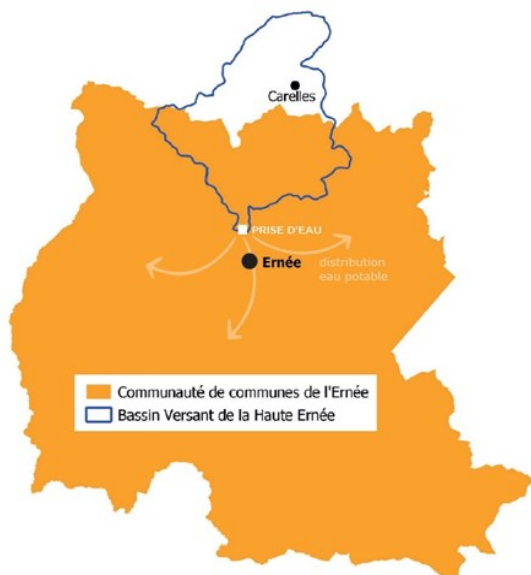 Carelles
PRISE D'EAU
Ernée
distribution
eau potable
Communauté de communes de l'Ernée
Bassin Versant de la Haute Ernée